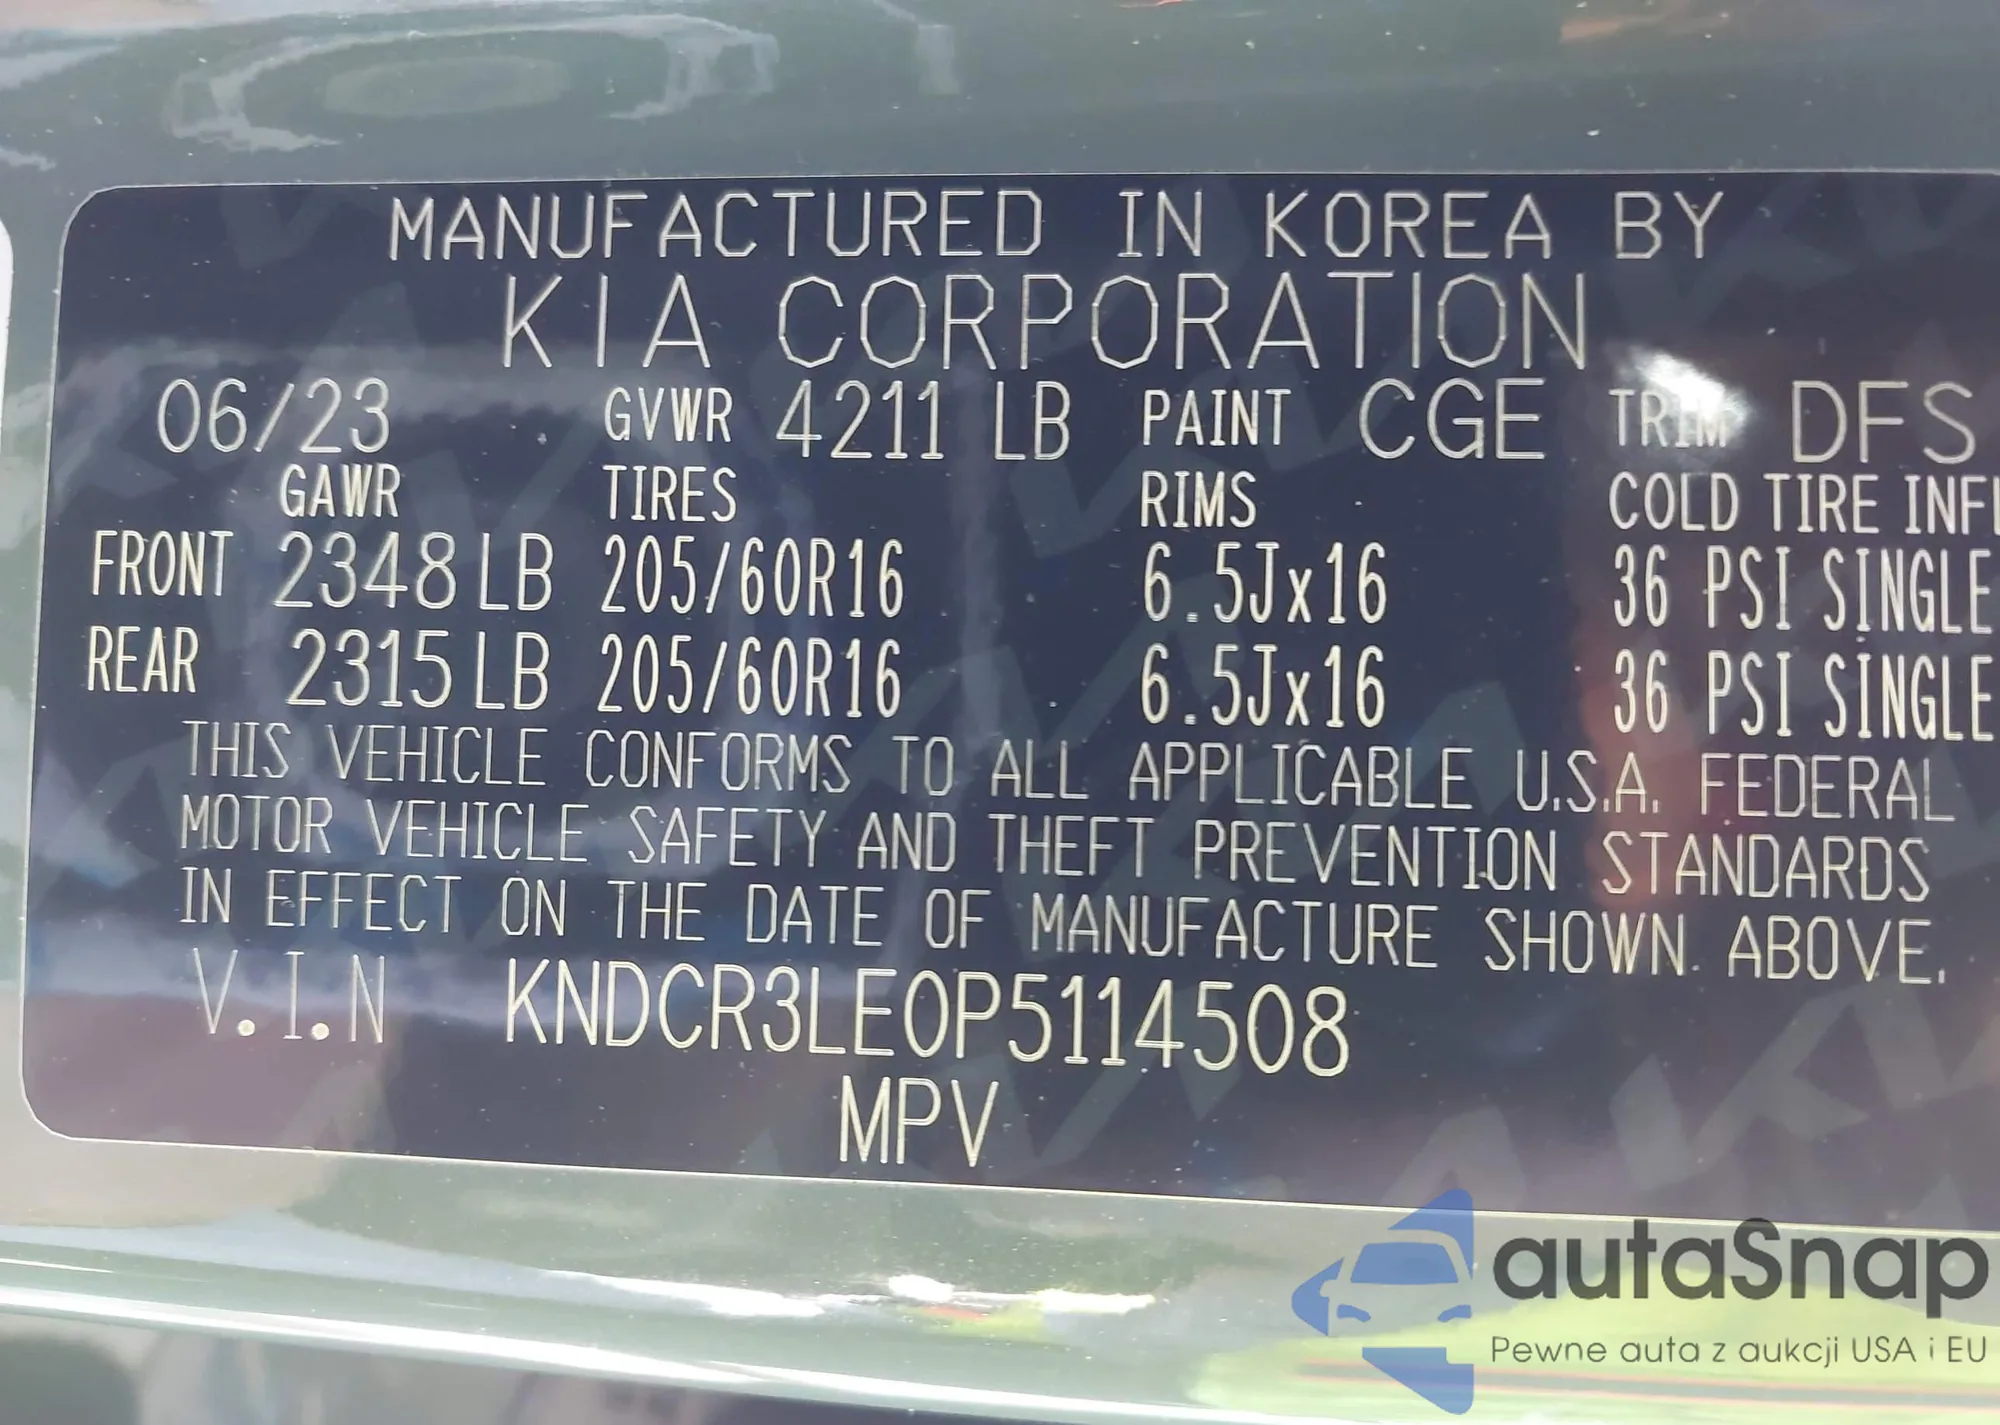 MANUFACTURED IN KOREA BY
KIA CORPORATION
06/23 GVWR 4211 LB PAINT CGE TRIM DFS
GAWR TIRES RIMS COLD TIRE INFL
FRONT 2348 LB 205/60R16 6.5Jx16 36 PSI SINGLE
REAR 2315 LB 205/60R16 6.5Jx16 36 PSI SINGLE
THIS VEHICLE CONFORMS TO ALL APPLICABLE U.S.A. FEDERAL
MOTOR VEHICLE SAFETY AND THEFT PREVENTION STANDARDS
IN EFFECT ON THE DATE OF MANUFACTURE SHOWN ABOVE.
V.I.N KNDCR3LE0P5114508
MPV
autaSnap
Pewne auta z aukcji USA i EU